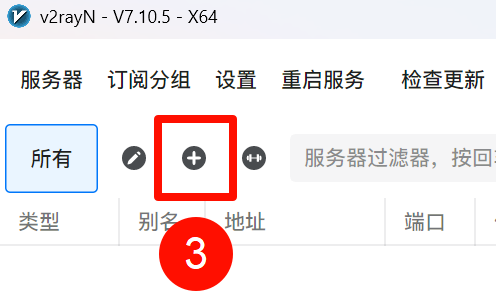 v2rayN - V7.10.5 - X64
服务器 订阅分组 设置 重启服务 检查更新
所有 服务器过滤器，按回
类型 别名 地址 端口
3